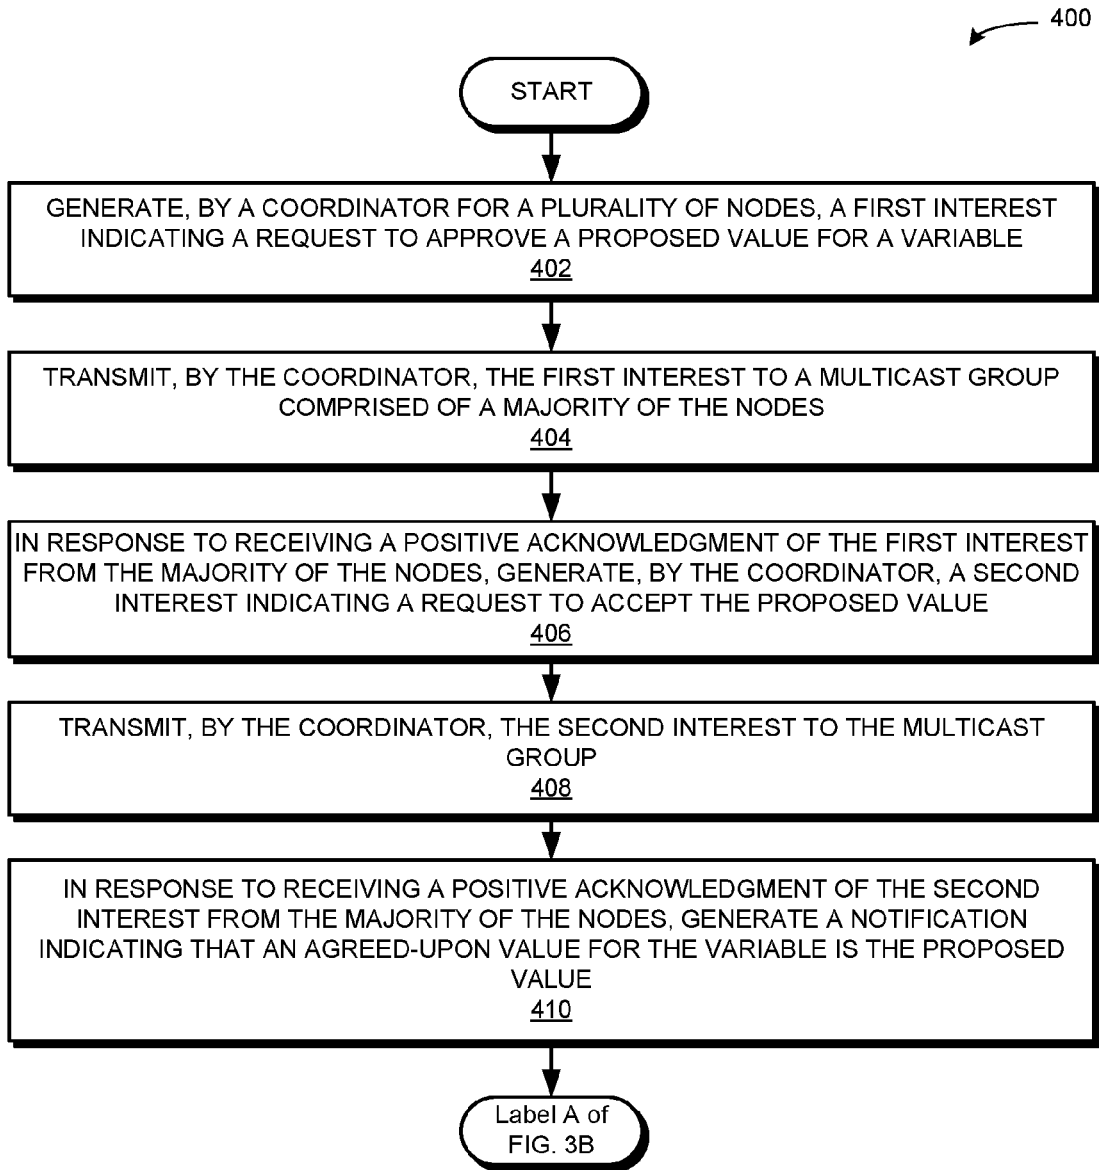 400
START
GENERATE, BY A COORDINATOR FOR A PLURALITY OF NODES, A FIRST INTEREST
INDICATING A REQUEST TO APPROVE A PROPOSED VALUE FOR A VARIABLE
402
TRANSMIT, BY THE COORDINATOR, THE FIRST INTEREST TO A MULTICAST GROUP
COMPRISED OF A MAJORITY OF THE NODES
404
IN RESPONSE TO RECEIVING A POSITIVE ACKNOWLEDGMENT OF THE FIRST INTEREST
FROM THE MAJORITY OF THE NODES, GENERATE, BY THE COORDINATOR, A SECOND
INTEREST INDICATING A REQUEST TO ACCEPT THE PROPOSED VALUE
406
TRANSMIT, BY THE COORDINATOR, THE SECOND INTEREST TO THE MULTICAST
GROUP
408
IN RESPONSE TO RECEIVING A POSITIVE ACKNOWLEDGMENT OF THE SECOND
INTEREST FROM THE MAJORITY OF THE NODES, GENERATE A NOTIFICATION
INDICATING THAT AN AGREED-UPON VALUE FOR THE VARIABLE IS THE PROPOSED
VALUE
410
Label A of
FIG. 3B